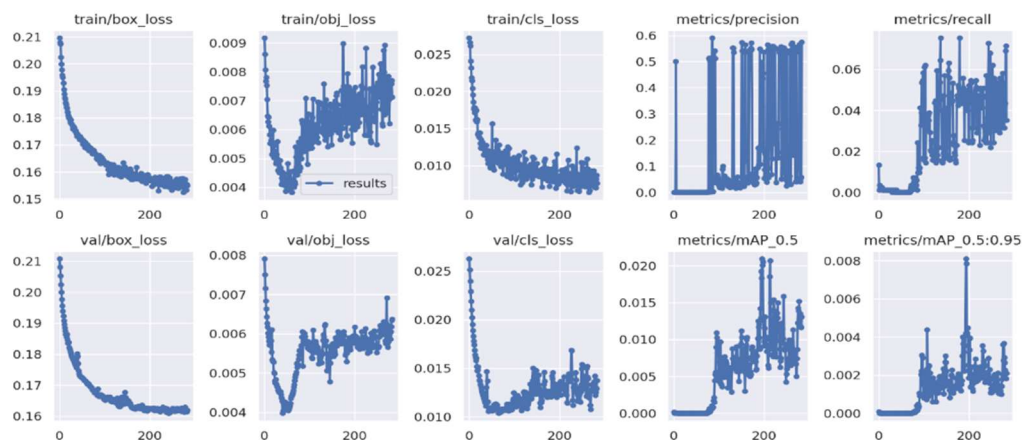 train/box_loss train/obj_loss train/cls_loss metrics/precision metrics/recall
0.21 0.20 0.19 0.18 0.17 0.16 0.15
0.009 0.008 0.007 0.006 0.005 0.004
0.025 0.020 0.015 0.010
0.6 0.5 0.4 0.3 0.2 0.1 0.0
0.06 0.04 0.02 0.00
results
0 200 0 200 0 200 0 200 0 200
val/box_loss val/obj_loss val/cls_loss metrics/mAP_0.5 metrics/mAP_0.5:0.95
0.21 0.20 0.19 0.18 0.17 0.16
0.008 0.007 0.006 0.005 0.004
0.025 0.020 0.015 0.010
0.020 0.015 0.010 0.005 0.000
0.008 0.006 0.004 0.002 0.000
0 200 0 200 0 200 0 200 0 200